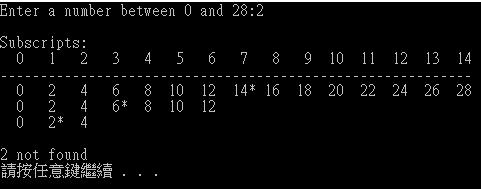 Enter a number between 0 and 28:2
Subscripts:
0 1 2 3 4 5 6 7 8 9 10 11 12 13 14
------------------------------------------------------------
0 2 4 6 8 10 12 14* 16 18 20 22 24 26 28
0 2 4 6* 8 10 12
0 2* 4
2 not found
請按任意鍵繼續 . . .